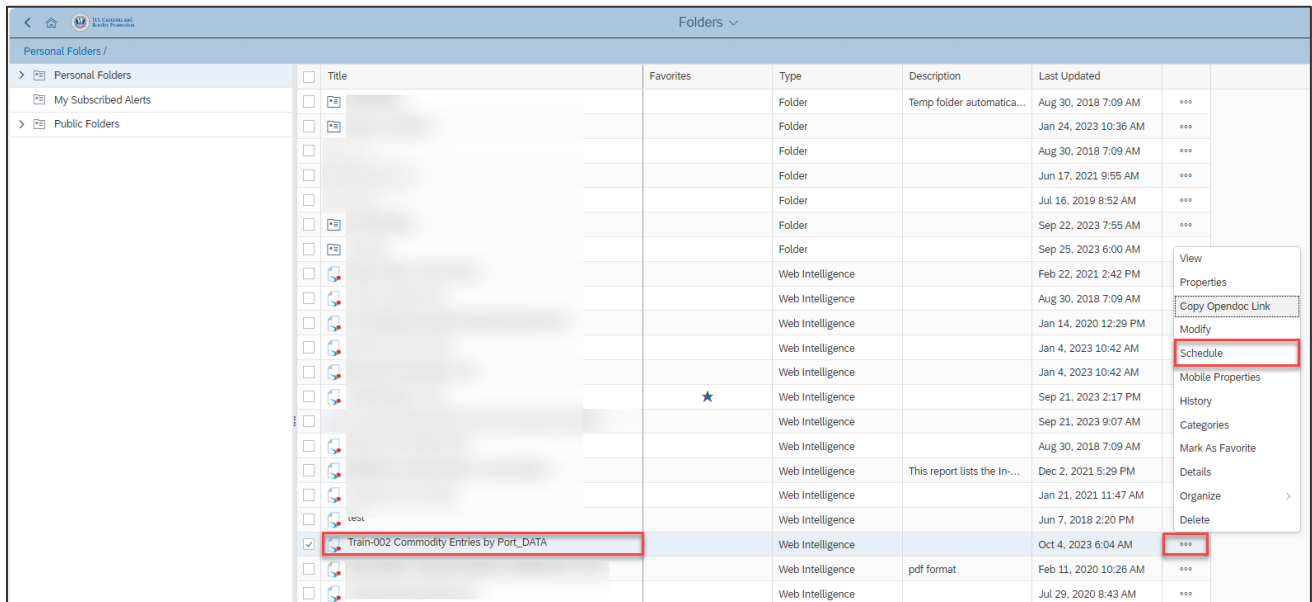 U.S. Customs and
Border Protection
Folders
Personal Folders /
Personal Folders
My Subscribed Alerts
Public Folders
Title Favorites Type Description Last Updated
Folder Temp folder automatica... Aug 30, 2018 7:09 AM
Folder Jan 24, 2023 10:36 AM
Folder Aug 30, 2018 7:09 AM
Folder Jun 17, 2021 9:55 AM
Folder Jul 16, 2019 8:52 AM
Folder Sep 22, 2023 7:55 AM
Folder Sep 25, 2023 6:00 AM
Web Intelligence Feb 22, 2021 2:42 PM
Web Intelligence Aug 30, 2018 7:09 AM
Web Intelligence Jan 14, 2020 12:29 PM
Web Intelligence Jan 4, 2023 10:42 AM
Web Intelligence Jan 4, 2023 10:42 AM
Web Intelligence Sep 21, 2023 2:17 PM
Web Intelligence Sep 21, 2023 9:07 AM
Web Intelligence Aug 30, 2018 7:09 AM
Web Intelligence This report lists the In-... Dec 2, 2021 5:29 PM
Web Intelligence Jan 21, 2021 11:47 AM
test Web Intelligence Jun 7, 2018 2:20 PM
Train-002 Commodity Entries by Port_DATA Web Intelligence Oct 4, 2023 6:04 AM
Web Intelligence pdf format Feb 11, 2020 10:26 AM
Web Intelligence Jul 29, 2020 8:43 AM
View
Properties
Copy Opendoc Link
Modify
Schedule
Mobile Properties
History
Categories
Mark As Favorite
Details
Organize
Delete